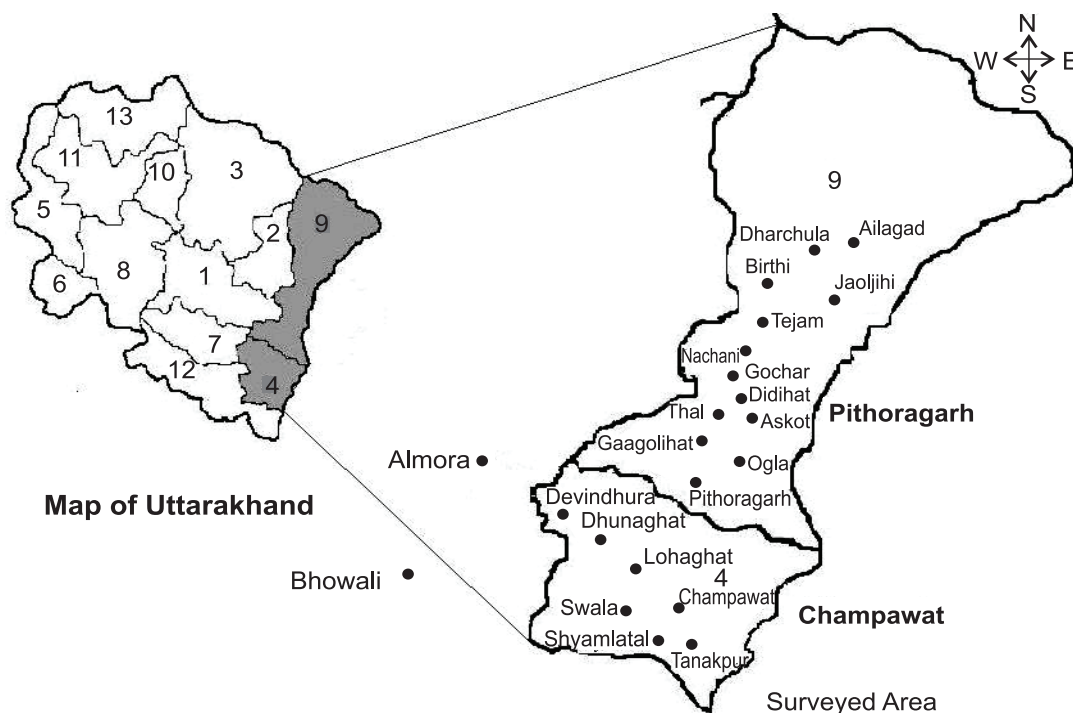 N
W E
S
13
11
10
3
5
2
9
8
6
1
7
12
4
9
Dharchula
Ailagad
Birthi
Jaoljihi
Tejam
Nachani
Gochar
Didihat
Thal
Askot
Pithoragarh
Gaagolihat
Ogla
Pithoragarh
Almora
Map of Uttarakhand
Devindhura
Dhunaghat
Lohaghat
4
Bhowali
Champawat
Swala
Champawat
Shyamlatal
Tanakpur
Surveyed Area